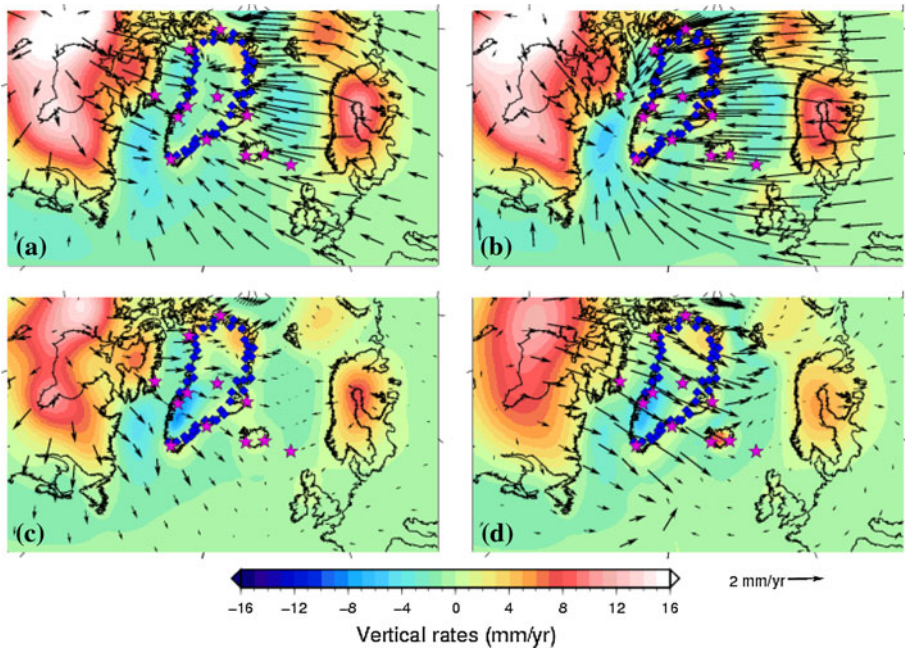 (a)
(b)
(c)
(d)
−16 −12 −8 −4 0 4 8 12 16
2 mm/yr
Vertical rates (mm/yr)